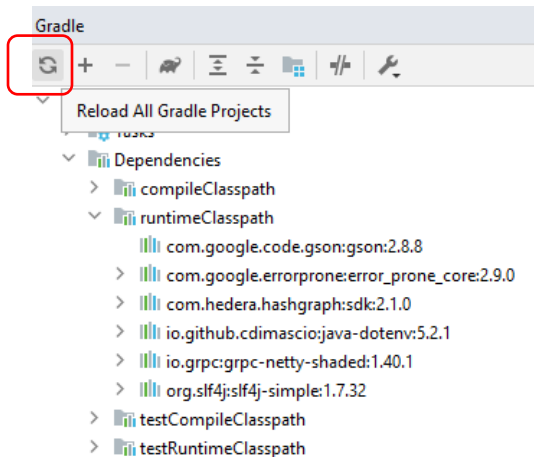 Gradle
Reload All Gradle Projects
Tasks
Dependencies
compileClasspath
runtimeClasspath
com.google.code.gson:gson:2.8.8
com.google.errorprone:error_prone_core:2.9.0
com.hedera.hashgraph:sdk:2.1.0
io.github.cdimascio:java-dotenv:5.2.1
io.grpc:grpc-netty-shaded:1.40.1
org.slf4j:slf4j-simple:1.7.32
testCompileClasspath
testRuntimeClasspath